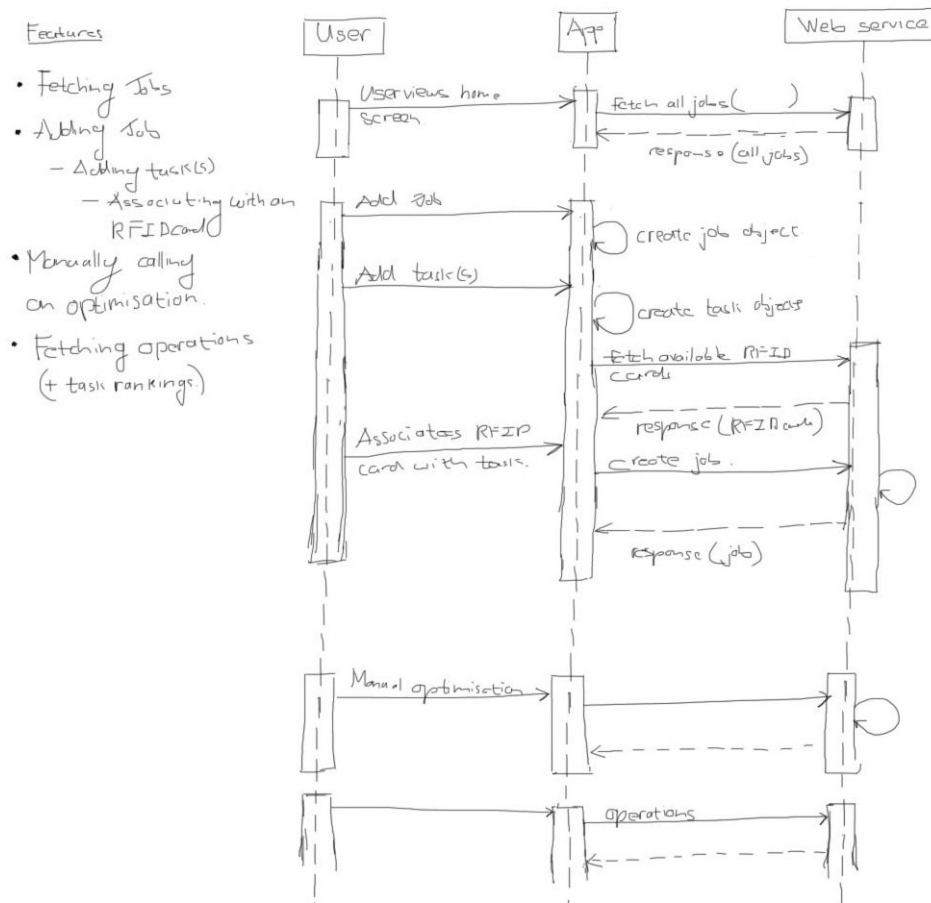 Features
• Fetching Jobs
• Adding Job
– Adding task(s)
– Associating with an
RFID card
• Manually calling
an optimisation.
• Fetching operations
(+ task rankings.)
User
App
Web service
User views home
screen
Fetch all jobs( )
response (all jobs)
Add Job
create job object
Add task(s)
create task objects
Fetch available RFID
cards
response (RFID cards)
Associates RFID
card with task.
Create job.
response (job)
Manual optimisation
operations